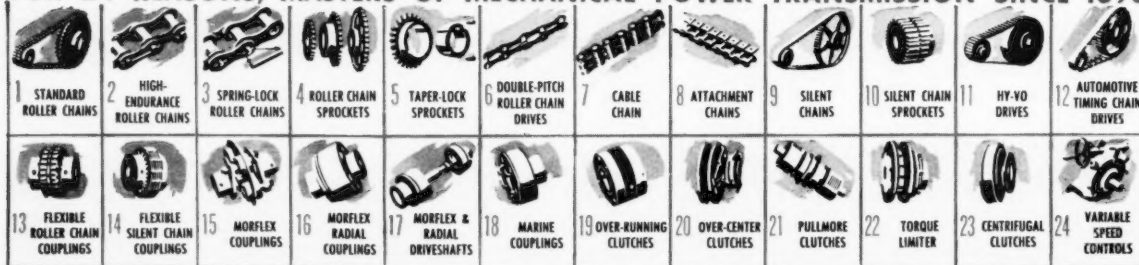 MASTERS OF MECHANICAL POWER TRANSMISSION SINCE
1 STANDARD
ROLLER CHAINS
2 HIGH-
ENDURANCE
ROLLER CHAINS
3 SPRING-LOCK
ROLLER CHAINS
4 ROLLER CHAIN
SPROCKETS
5 TAPER-LOCK
SPROCKETS
6 DOUBLE-PITCH
ROLLER CHAIN
DRIVES
7 CABLE
CHAIN
8 ATTACHMENT
CHAINS
9 SILENT
CHAINS
10 SILENT CHAIN
SPROCKETS
11 HY-VO
DRIVES
12 AUTOMOTIVE
TIMING CHAIN
DRIVES
13 FLEXIBLE
ROLLER CHAIN
COUPLINGS
14 FLEXIBLE
SILENT CHAIN
COUPLINGS
15 MORFLEX
COUPLINGS
16 MORFLEX
RADIAL
COUPLINGS
17 MORFLEX &
RADIAL
DRIVESHAFTS
18 MARINE
COUPLINGS
19 OVER-RUNNING
CLUTCHES
20 OVER-CENTER
CLUTCHES
21 PULLMORE
CLUTCHES
22 TORQUE
LIMITER
23 CENTRIFUGAL
CLUTCHES
24 VARIABLE
SPEED
CONTROLS